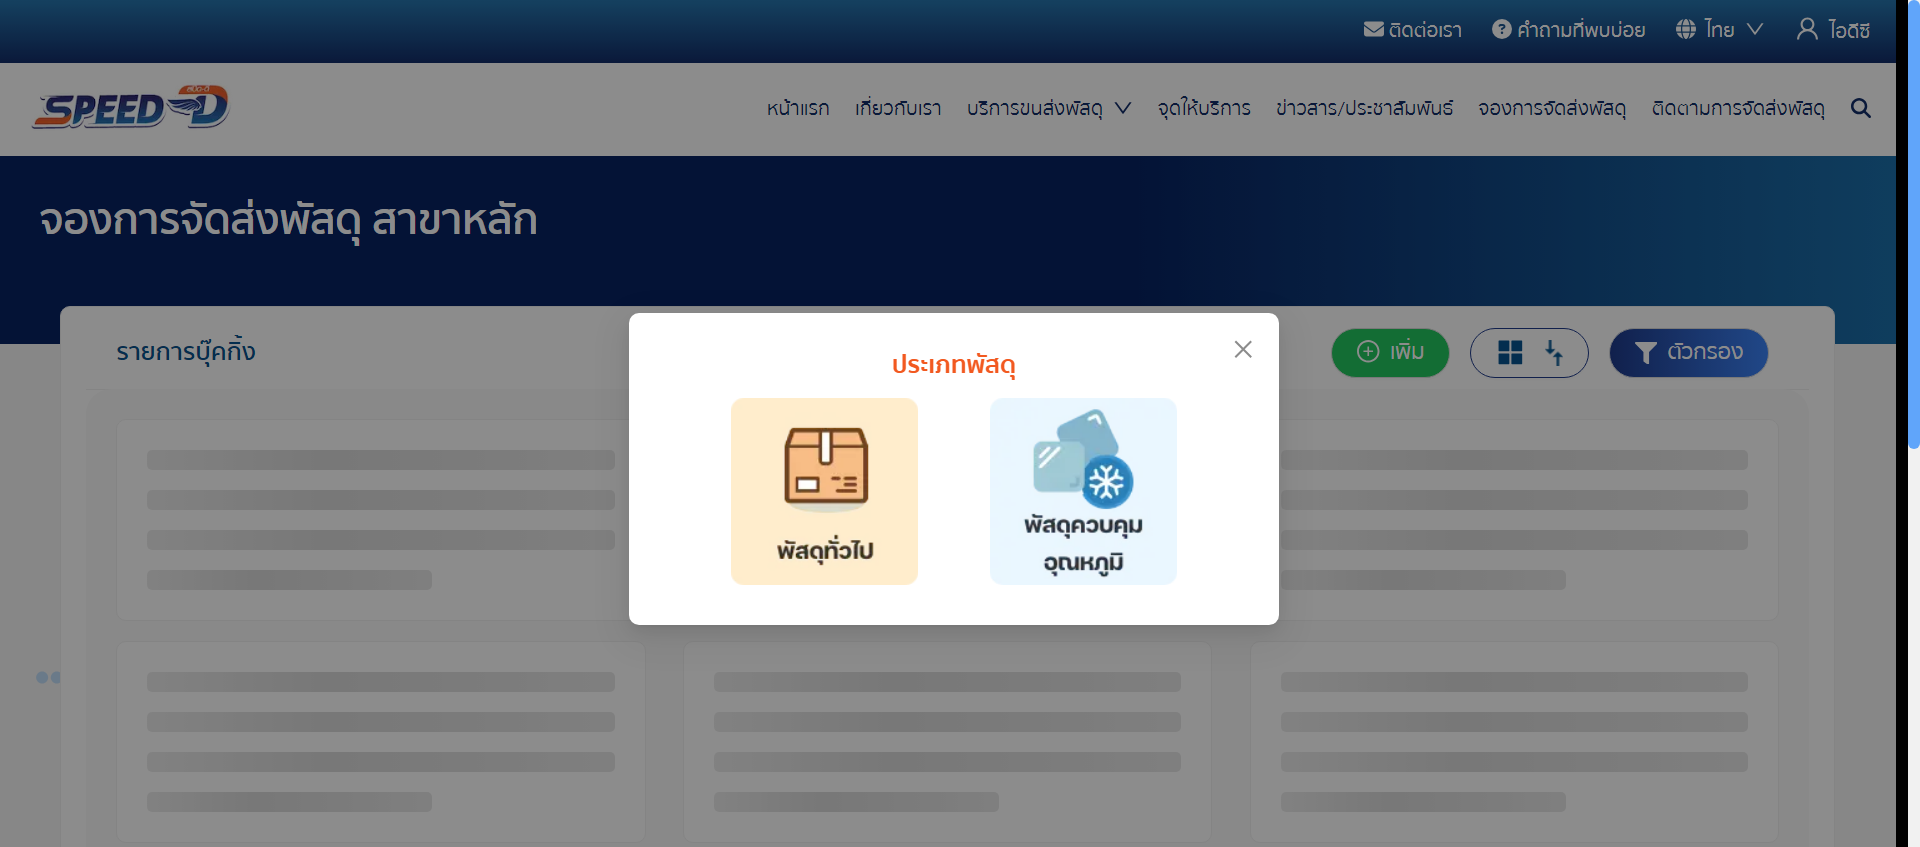 ติดต่อเรา คำถามที่พบบ่อย ไทย ไอดีซี
SPEED-D สปีด-ดี
หน้าแรก เกี่ยวกับเรา บริการขนส่งพัสดุ จุดให้บริการ ข่าวสาร/ประชาสัมพันธ์ จองการจัดส่งพัสดุ ติดตามการจัดส่งพัสดุ
จองการจัดส่งพัสดุ สาขาหลัก
รายการบุ๊คกิ้ง
เพิ่ม ตัวกรอง
ประเภทพัสดุ
พัสดุทั่วไป
พัสดุควบคุม
อุณหภูมิ